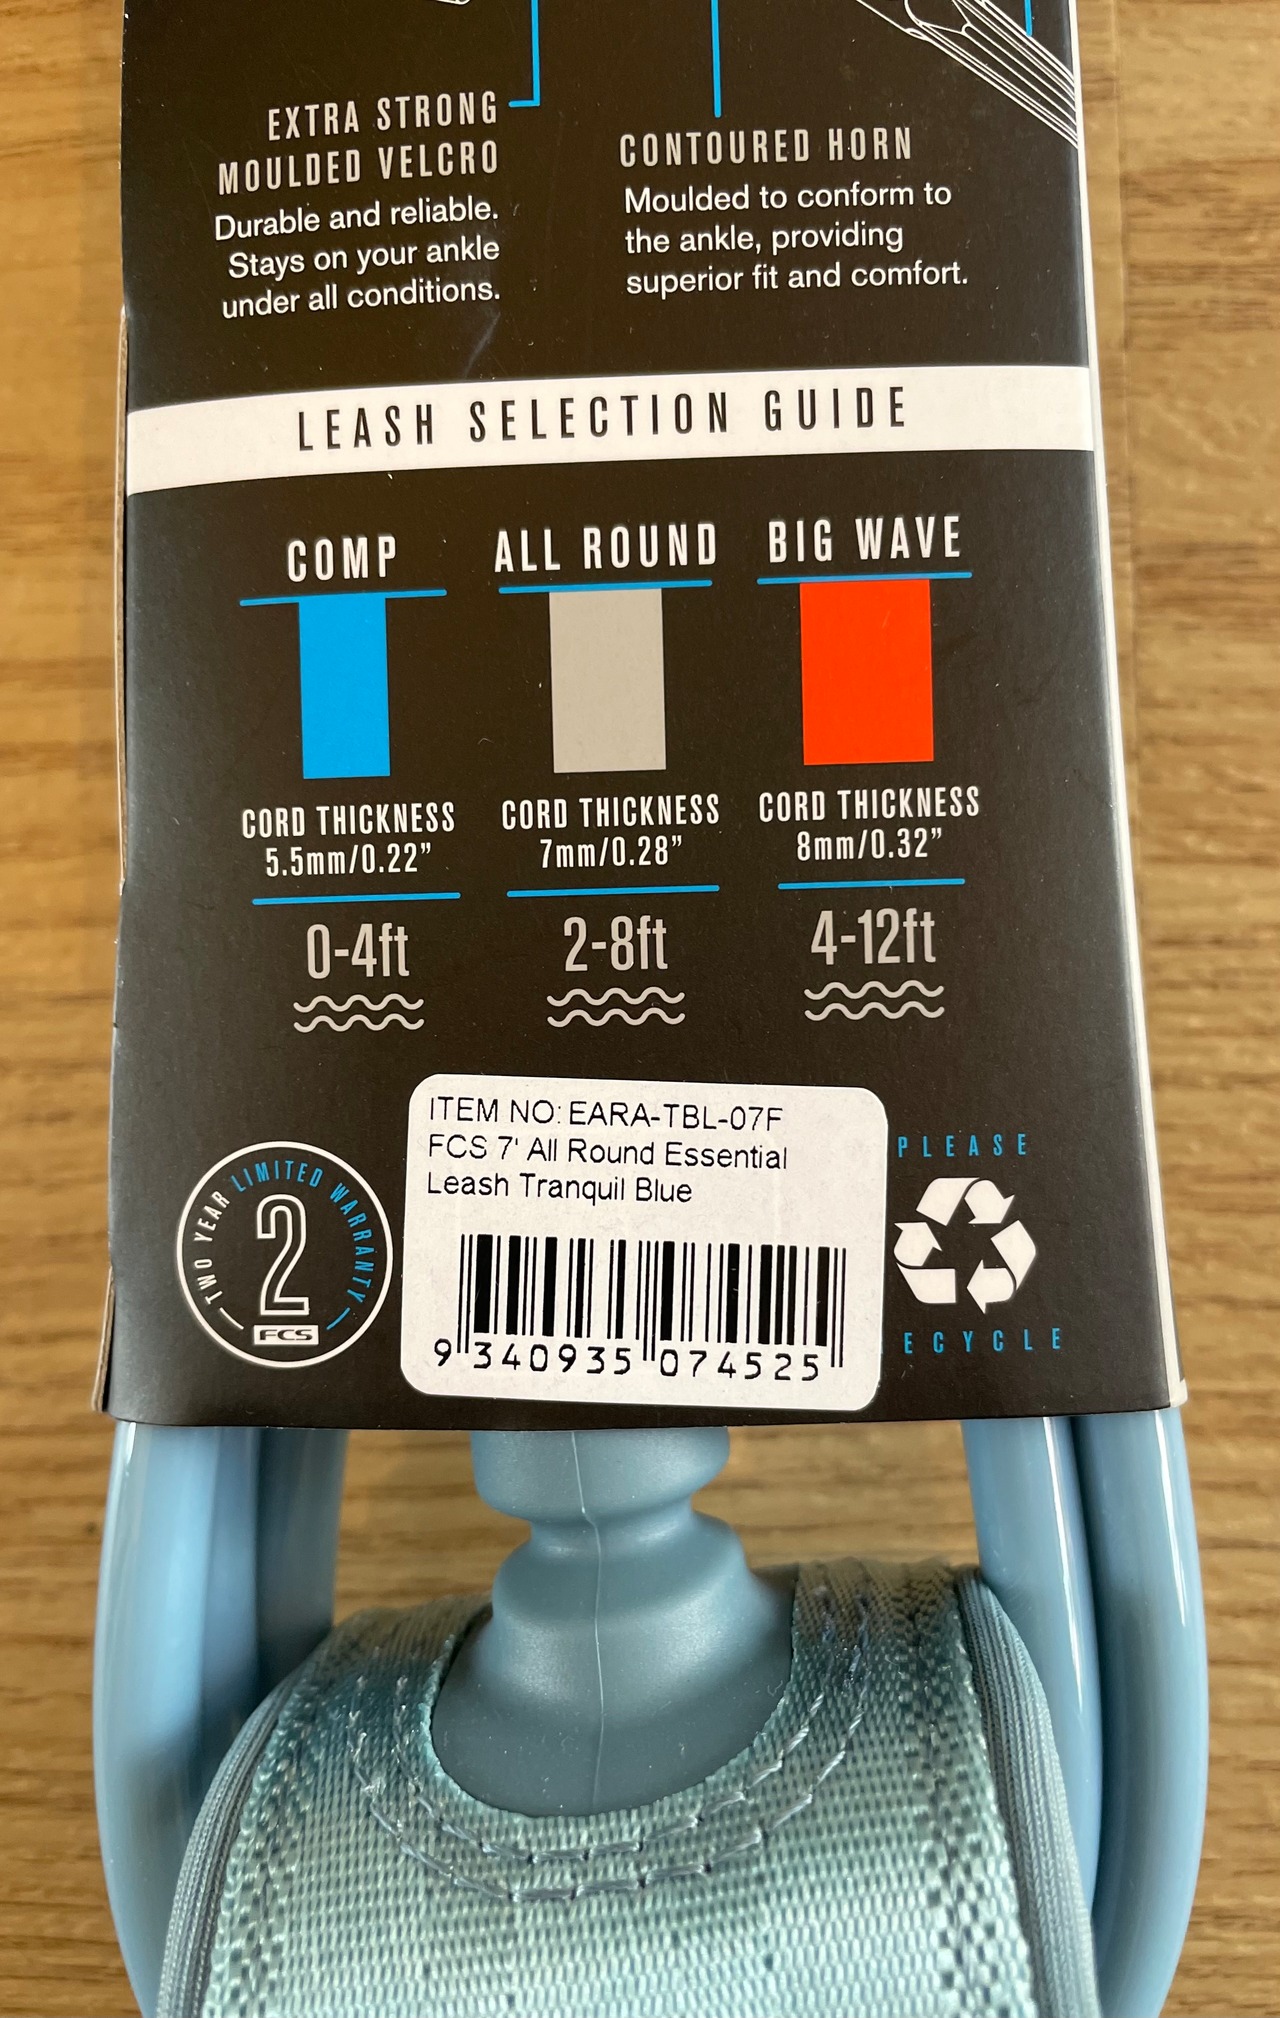 EXTRA STRONG
MOULDED VELCRO
Durable and reliable.
Stays on your ankle
under all conditions.
CONTOURED HORN
Moulded to conform to
the ankle, providing
superior fit and comfort.
LEASH SELECTION GUIDE
COMP
CORD THICKNESS
5.5mm/0.22”
0-4ft
ALL ROUND
CORD THICKNESS
7mm/0.28”
2-8ft
BIG WAVE
CORD THICKNESS
8mm/0.32”
4-12ft
TWO YEAR LIMITED WARRANTY
2
FCS
ITEM NO: EARA-TBL-07F
FCS 7' All Round Essential
Leash Tranquil Blue
9 340935 074525
PLEASE
ECYCLE